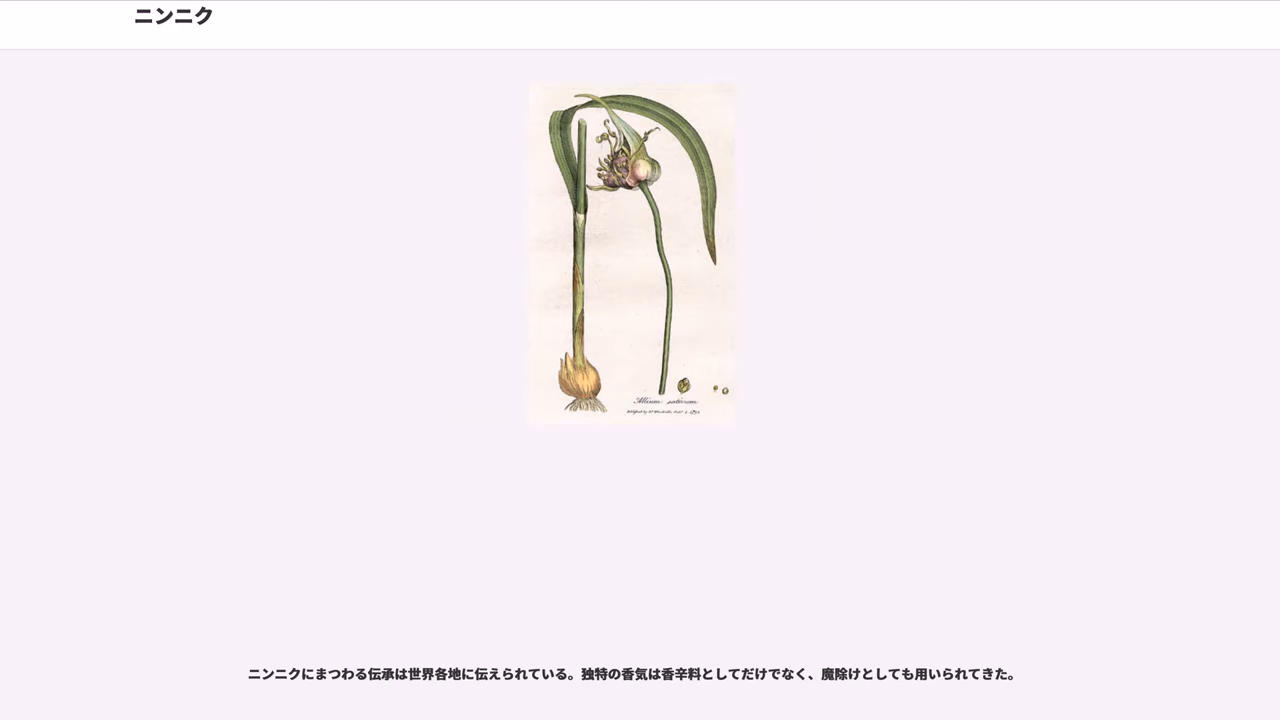 ニンニク
Allium sativum
ニンニクにまつわる伝承は世界各地に伝えられている。独特の香気は香辛料としてだけでなく、魔除けとしても用いられてきた。